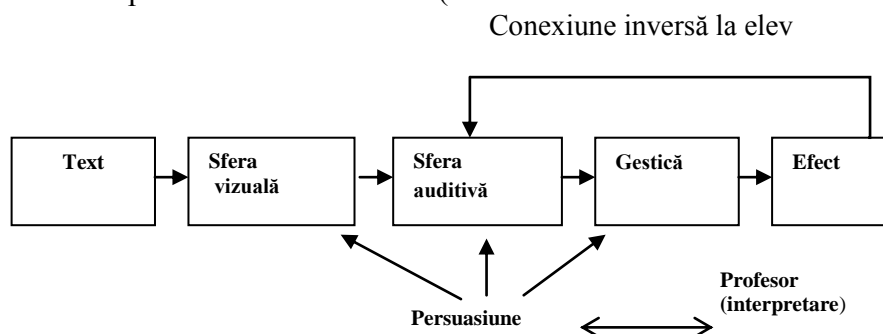 Conexiune inversă la elev
Text
Sfera
vizuală
Sfera
auditivă
Gestică
Efect
Persuasiune
Profesor
(interpretare)